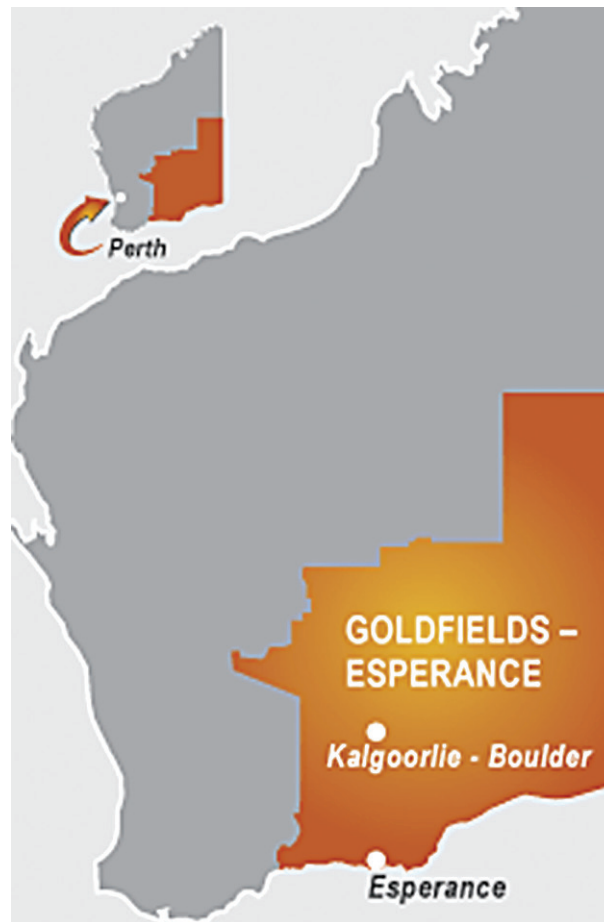 Perth
GOLDFIELDS –
ESPERANCE
Kalgoorlie - Boulder
Esperance